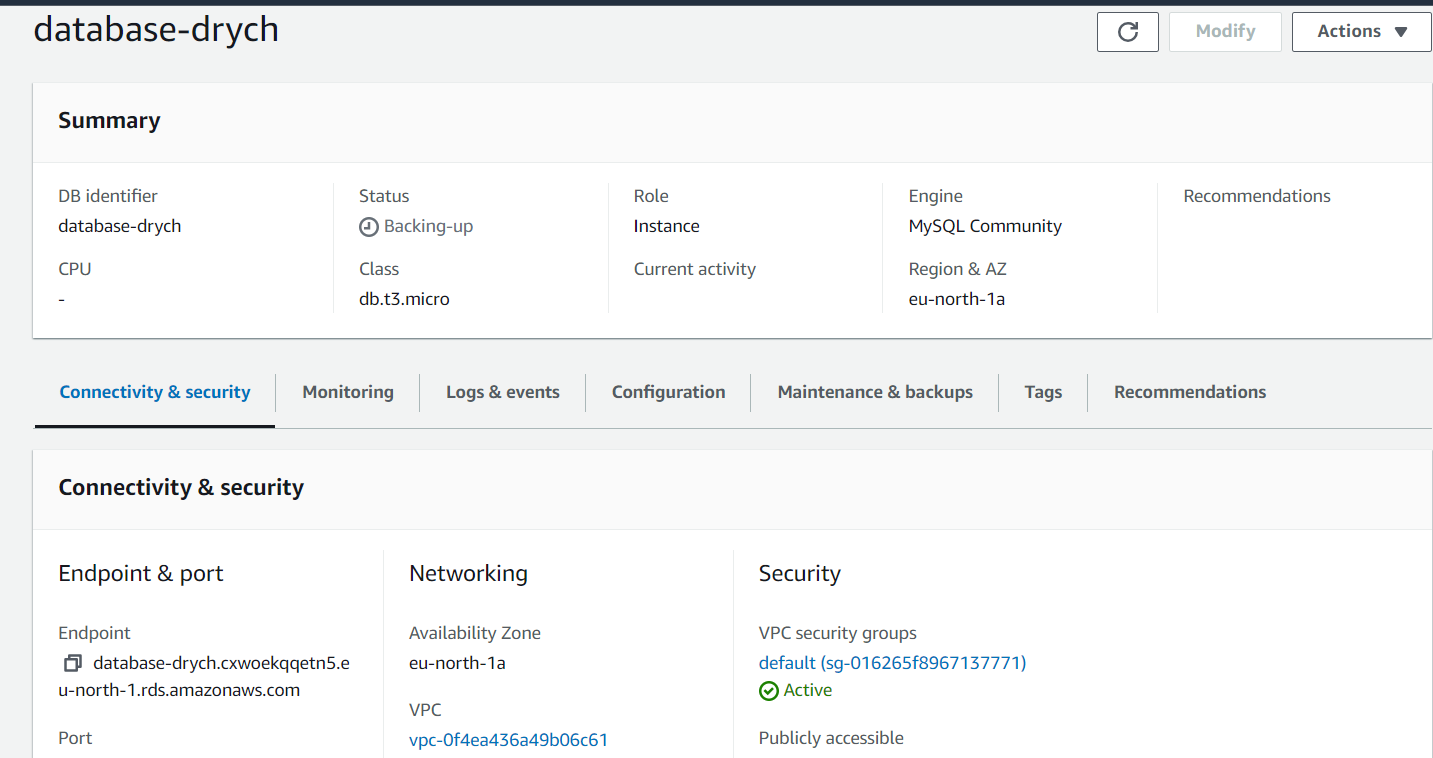 database-drych
Modify
Actions
Summary
DB identifier
database-drych
Status
Backing-up
Role
Instance
Engine
MySQL Community
Recommendations
CPU
-
Class
db.t3.micro
Current activity
Region & AZ
eu-north-1a
Connectivity & security
Monitoring
Logs & events
Configuration
Maintenance & backups
Tags
Recommendations
Connectivity & security
Endpoint & port
Endpoint
database-drych.cxwoekqqetn5.e
u-north-1.rds.amazonaws.com
Port
Networking
Availability Zone
eu-north-1a
VPC
vpc-0f4ea436a49b06c61
Security
VPC security groups
default (sg-016265f8967137771)
Active
Publicly accessible